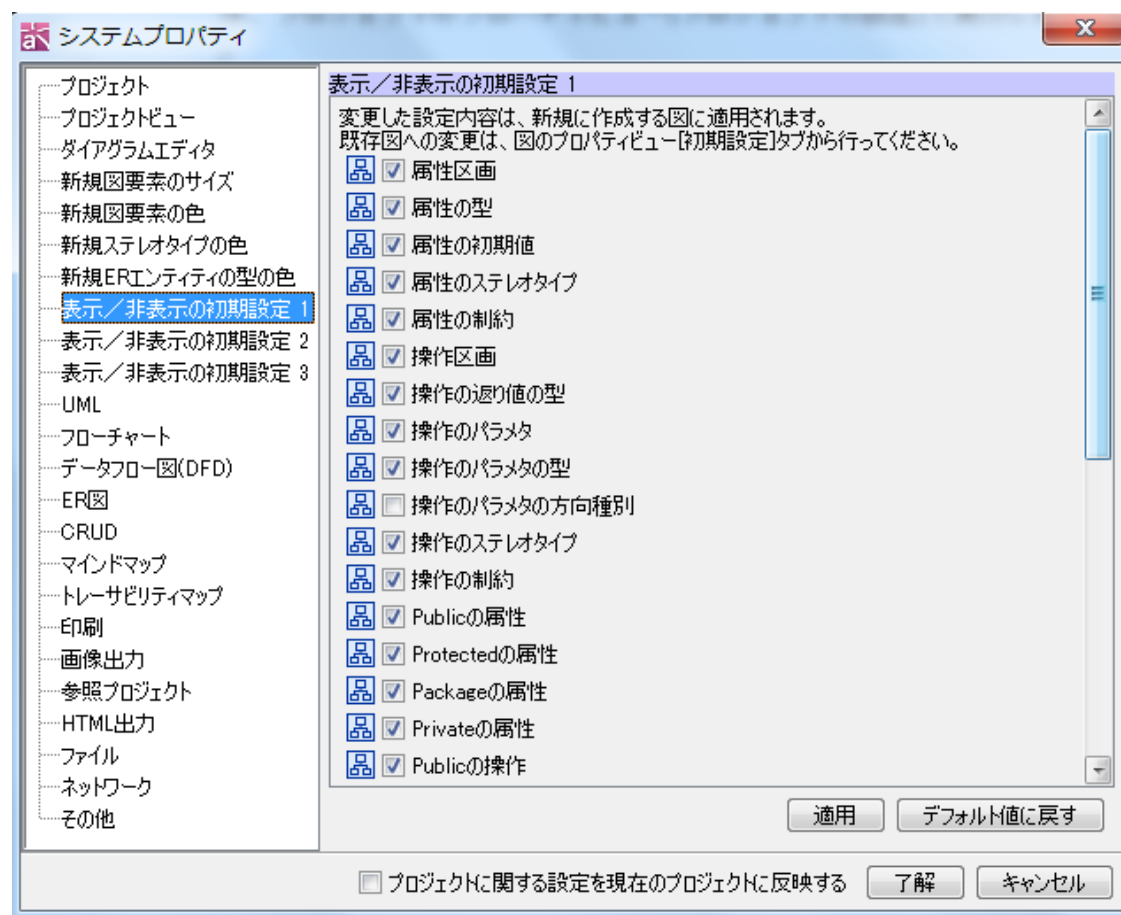 システムプロパティ
プロジェクト
プロジェクトビュー
ダイアグラムエディタ
新規図要素のサイズ
新規図要素の色
新規ステレオタイプの色
新規ERエンティティの型の色
表示／非表示の初期設定 1
表示／非表示の初期設定 2
表示／非表示の初期設定 3
UML
フローチャート
データフロー図(DFD)
ER図
CRUD
マインドマップ
トレーサビリティマップ
印刷
画像出力
参照プロジェクト
HTML出力
ファイル
ネットワーク
その他
表示／非表示の初期設定 1
変更した設定内容は、新規に作成する図に適用されます。
既存図への変更は、図のプロパティビュー[初期設定]タブから行ってください。
属性区画
属性の型
属性の初期値
属性のステレオタイプ
属性の制約
操作区画
操作の返り値の型
操作のパラメタ
操作のパラメタの型
操作のパラメタの方向種別
操作のステレオタイプ
操作の制約
Publicの属性
Protectedの属性
Packageの属性
Privateの属性
Publicの操作
適用
デフォルト値に戻す
プロジェクトに関する設定を現在のプロジェクトに反映する
了解
キャンセル